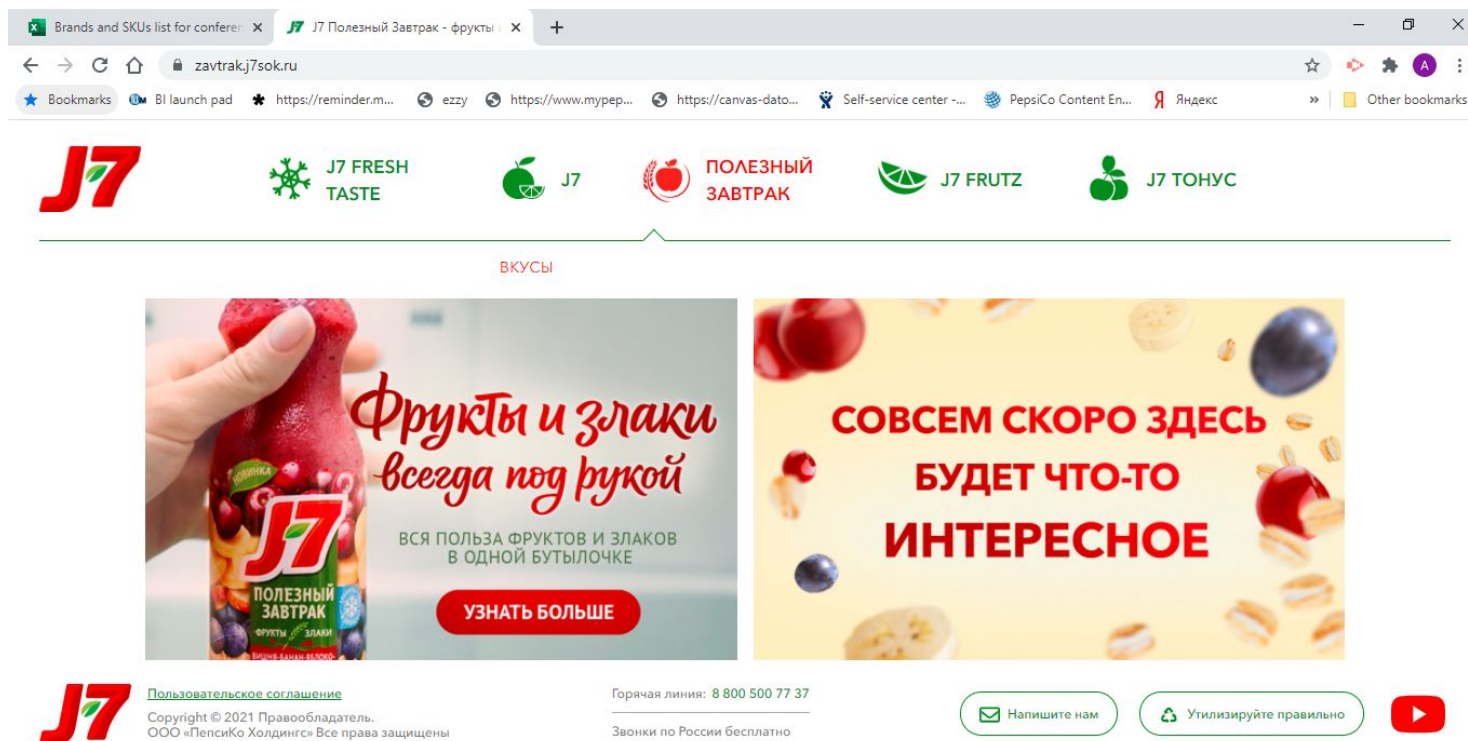 Brands and SKUs list for conferen
J7 Полезный Завтрак - фрукты
zavtrak.j7sok.ru
A
Bookmarks
BI launch pad
https://reminder.m...
ezzy
https://www.mypep...
https://canvas-dato...
Self-service center -...
PepsiCo Content En...
Яндекс
Other bookmarks
J7
J7 FRESH
TASTE
J7
ПОЛЕЗНЫЙ
ЗАВТРАК
J7 FRUTZ
J7 ТОНУС
ВКУСЫ
Фрукты и злаки
всегда под рукой
ВСЯ ПОЛЬЗА ФРУКТОВ И ЗЛАКОВ
В ОДНОЙ БУТЫЛОЧКЕ
УЗНАТЬ БОЛЬШЕ
НОВИНКА
J7
ПОЛЕЗНЫЙ
ЗАВТРАК
ФРУКТЫ ЗЛАКИ
ВИШНЯ-БАНАН-ЯБЛОКО-
СОВСЕМ СКОРО ЗДЕСЬ
БУДЕТ ЧТО-ТО
ИНТЕРЕСНОЕ
J7
Пользовательское соглашение
Copyright © 2021 Правообладатель.
ООО «ПепсиКо Холдингс» Все права защищены
Горячая линия: 8 800 500 77 37
Звонки по России бесплатно
Напишите нам
Утилизируйте правильно